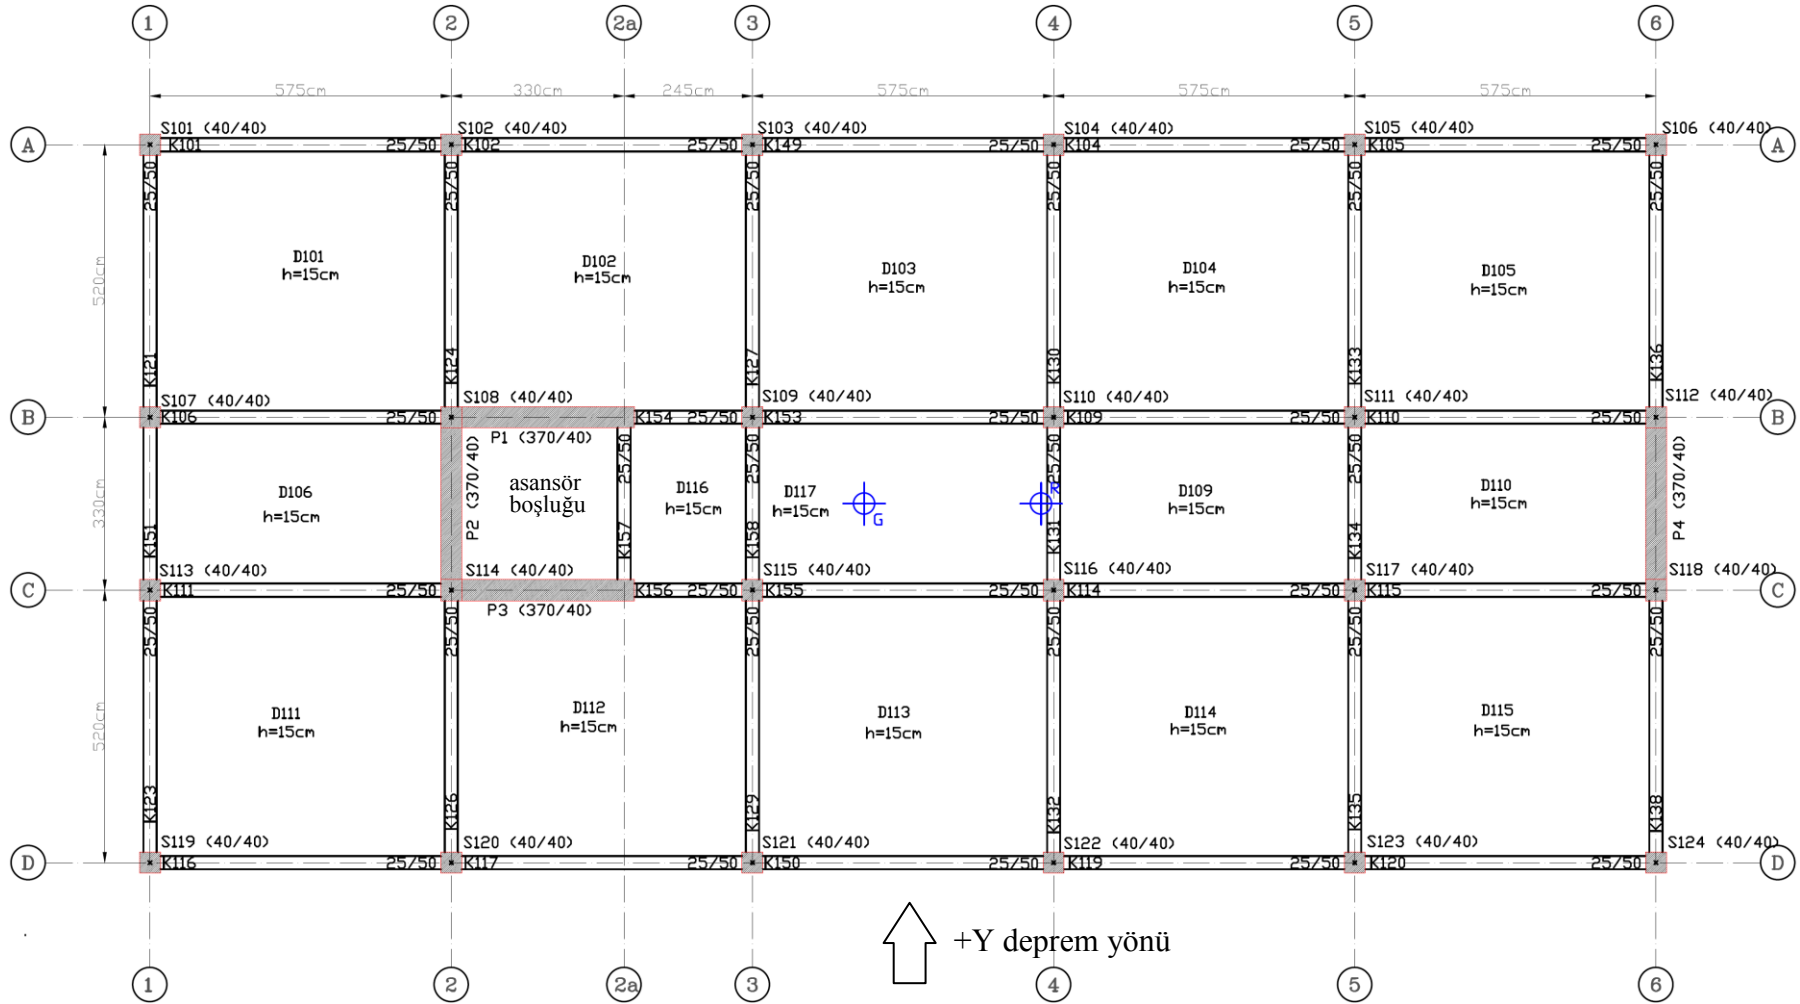 1 2 2a 3 4 5 6
575cm 330cm 245cm 575cm 575cm 575cm
S101 (40/40) S102 (40/40) S103 (40/40) S104 (40/40) S105 (40/40) S106 (40/40)
A K101 25/50 K102 25/50 K149 25/50 K104 25/50 K105 25/50 A
25/50 25/50 25/50 25/50 25/50 25/50
520cm
D101
h=15cm
D102
h=15cm
D103
h=15cm
D104
h=15cm
D105
h=15cm
K121 K124 K127 K130 K133 K136
S107 (40/40) S108 (40/40) S109 (40/40) S110 (40/40) S111 (40/40) S112 (40/40)
B K106 25/50 K154 25/50 K153 25/50 K109 25/50 K110 25/50 B
P1 (370/40)
25/50 25/50 25/50 25/50
330cm
D106
h=15cm
P2 (370/40)
asansör
boşluğu
D116
h=15cm
D117
h=15cm
G
R
D109
h=15cm
D110
h=15cm
P4 (370/40)
K151 K157 K158 K131 K134
S113 (40/40) S114 (40/40) S115 (40/40) S116 (40/40) S117 (40/40) S118 (40/40)
C K111 25/50 K156 25/50 K155 25/50 K114 25/50 K115 25/50 C
P3 (370/40)
25/50 25/50 25/50 25/50 25/50 25/50
520cm
D111
h=15cm
D112
h=15cm
D113
h=15cm
D114
h=15cm
D115
h=15cm
K123 K126 K129 K132 K135 K138
S119 (40/40) S120 (40/40) S121 (40/40) S122 (40/40) S123 (40/40) S124 (40/40)
D K116 25/50 K117 25/50 K150 25/50 K119 25/50 K120 25/50 D
+Y deprem yönü
1 2 2a 3 4 5 6